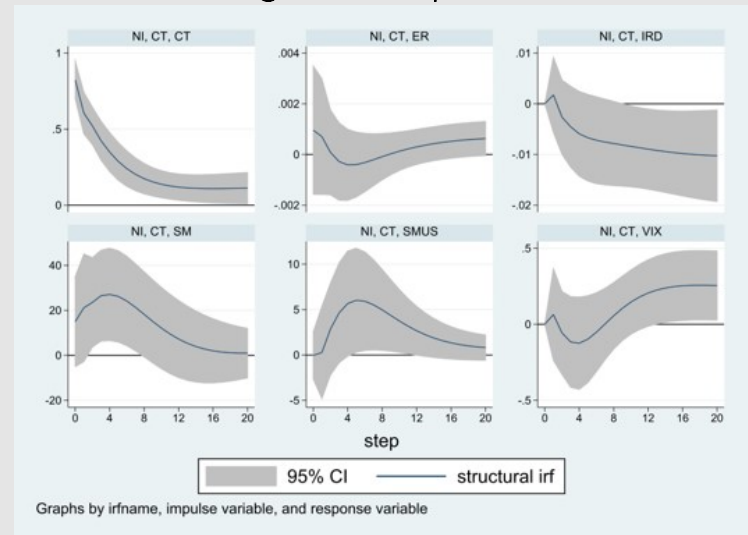 NI, CT, CT
NI, CT, ER
NI, CT, IRD
1
.5
0
.004
.002
0
-.002
.01
0
-.01
-.02
NI, CT, SM
NI, CT, SMUS
NI, CT, VIX
40
20
0
-20
10
5
0
-5
.5
0
-.5
0 4 8 12 16 20
0 4 8 12 16 20
0 4 8 12 16 20
step
95% CI structural irf
Graphs by irfname, impulse variable, and response variable